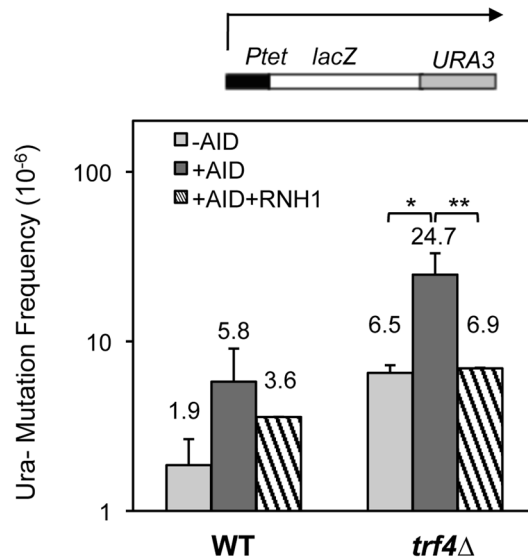 Ptet lacZ URA3
Ura- Mutation Frequency (10⁻⁶)
100
10
1
-AID
+AID
+AID+RNH1
1.9
5.8
3.6
* **
6.5
24.7
6.9
WT trf4Δ